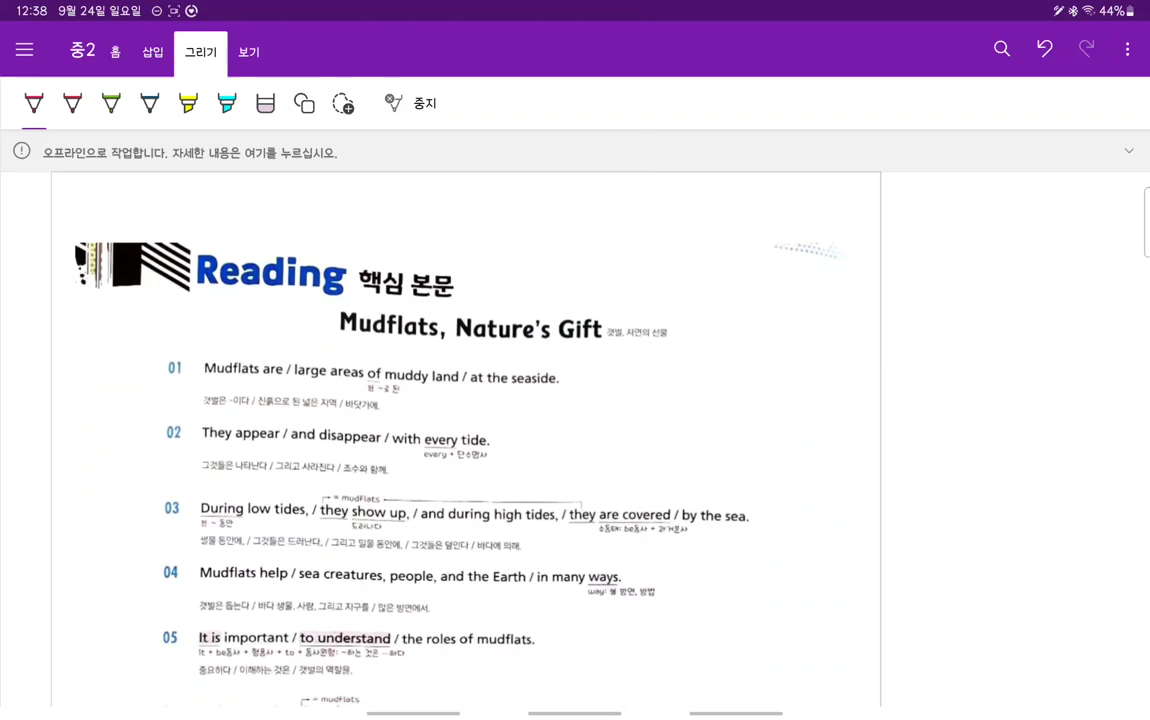 12:38 9월 24일 일요일 44%
중2 홈 삽입 그리기 보기
중지
오프라인으로 작업합니다. 자세한 내용은 여기를 누르십시오.
Reading 핵심 본문
Mudflats, Nature's Gift 갯벌, 자연의 선물
01 Mudflats are / large areas of muddy land / at the seaside.
전 ~로 된
갯벌은 ~이다 / 진흙으로 된 넓은 지역 / 바닷가에.
02 They appear / and disappear / with every tide.
every + 단수명사
그것들은 나타난다 / 그리고 사라진다 / 조수와 함께.
= mudflats
03 During low tides, / they show up, / and during high tides, / they are covered / by the sea.
전 ~ 동안 드러나다 수동태: be동사 + 과거분사
썰물 동안에, / 그것들은 드러난다, / 그리고 밀물 동안에, / 그것들은 덮인다 / 바다에 의해.
04 Mudflats help / sea creatures, people, and the Earth / in many ways.
way: 명 방면, 방법
갯벌은 돕는다 / 바다 생물, 사람, 그리고 지구를 / 많은 방면에서.
05 It is important / to understand / the roles of mudflats.
It + be동사 + 형용사 + to + 동사원형: ~하는 것은 …하다
중요하다 / 이해하는 것은 / 갯벌의 역할을.
= mudflats